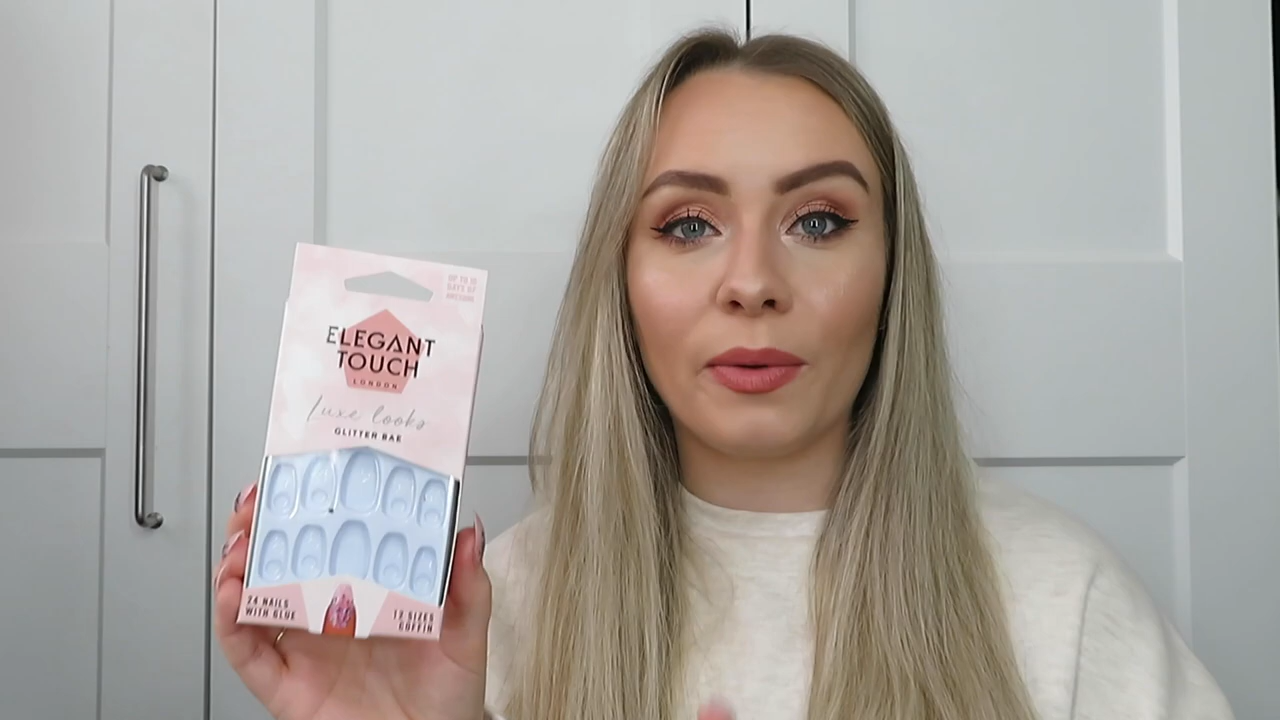 UP TO 10
DAYS OF
AWESOME
ELEGANT
TOUCH
LONDON
Luxe looks
GLITTER BAE
24 NAILS
WITH GLUE
12 SIZES
COFFIN